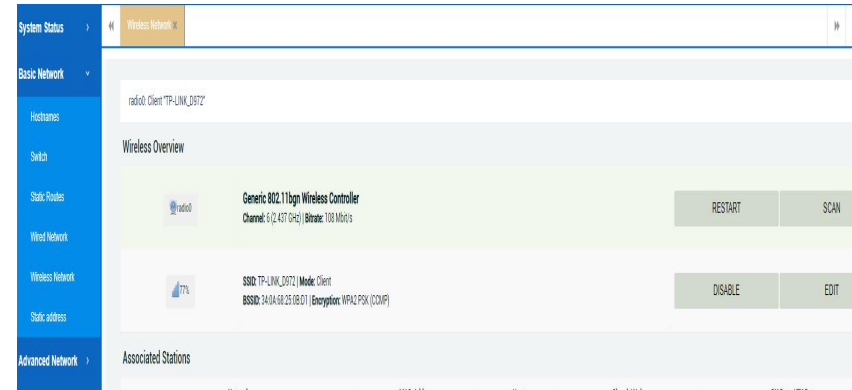 System Status
Wireless Network ×
Basic Network
Hostnames
Switch
Static Routes
Wired Network
Wireless Network
Static address
Advanced Network
radio0: Client "TP-LINK_D972"
Wireless Overview
radio0
Generic 802.11bgn Wireless Controller
Channel: 6 (2.437 GHz) | Bitrate: 108 Mbit/s
RESTART
SCAN
77%
SSID: TP-LINK_D972 | Mode: Client
BSSID: 34:0A:68:25:0B:D1 | Encryption: WPA2 PSK (CCMP)
DISABLE
EDIT
Associated Stations